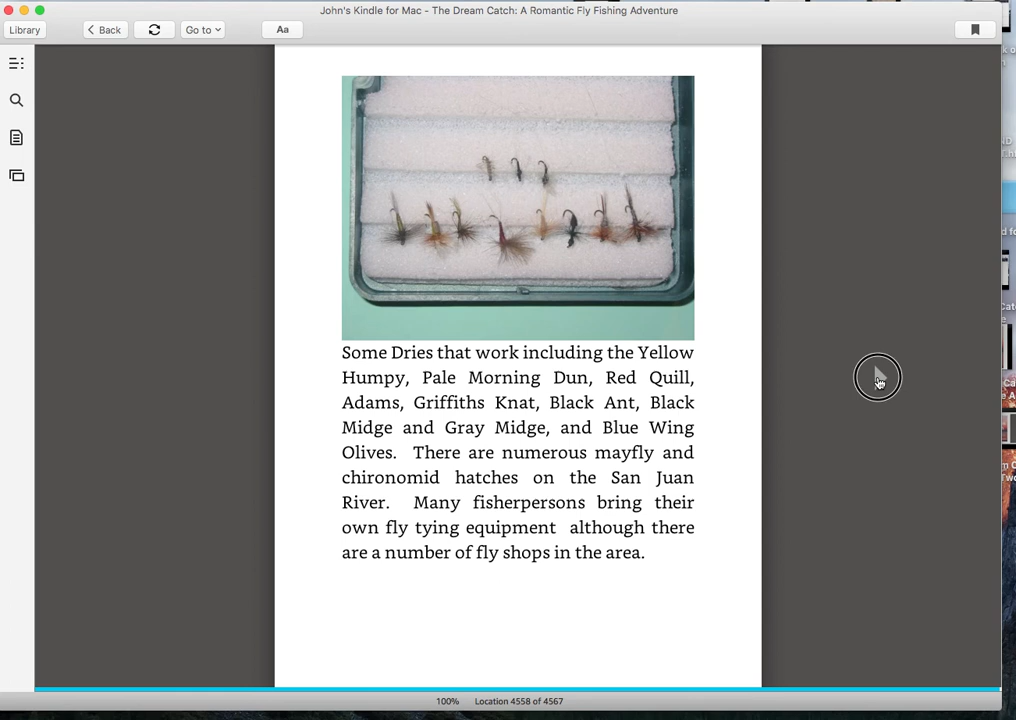 John's Kindle for Mac - The Dream Catch: A Romantic Fly Fishing Adventure
Library
Back
Go to
Aa
Some Dries that work including the Yellow
Humpy, Pale Morning Dun, Red Quill,
Adams, Griffiths Knat, Black Ant, Black
Midge and Gray Midge, and Blue Wing
Olives. There are numerous mayfly and
chironomid hatches on the San Juan
River. Many fisherpersons bring their
own fly tying equipment although there
are a number of fly shops in the area.
100% Location 4558 of 4567